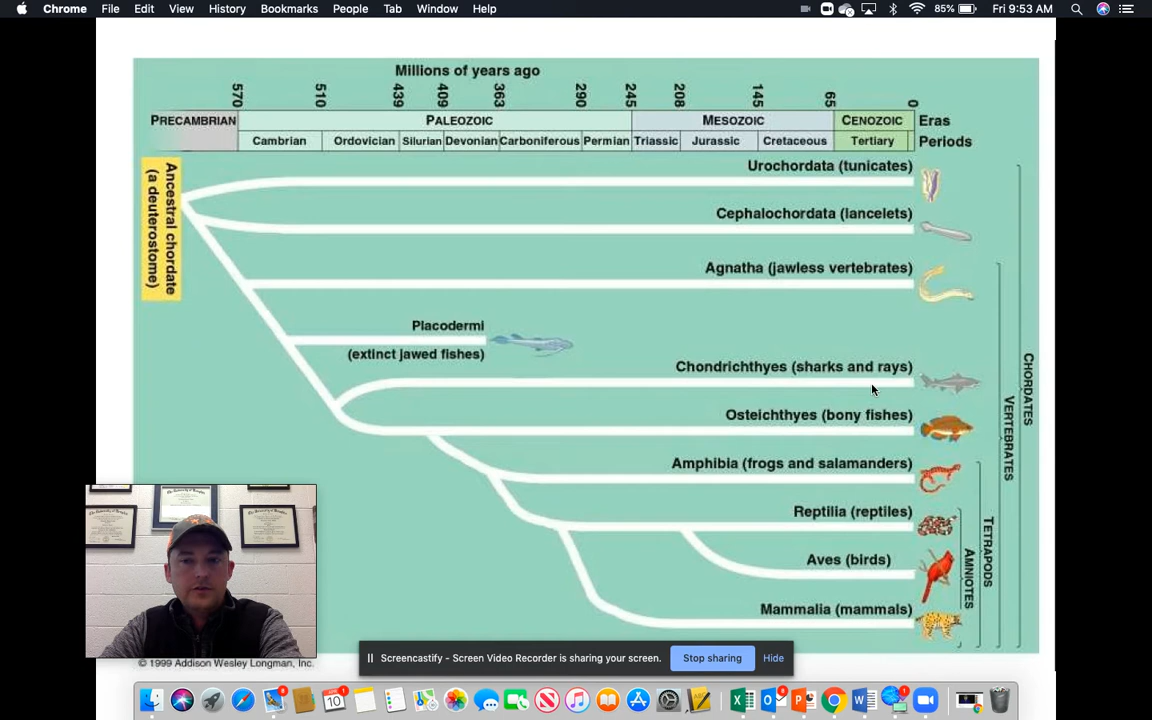 Chrome File Edit View History Bookmarks People Tab Window Help 85% Fri 9:53 AM
Millions of years ago
570 510 439 409 363 290 245 208 145 65 0
PRECAMBRIAN PALEOZOIC MESOZOIC CENOZOIC Eras
Cambrian Ordovician Silurian Devonian Carboniferous Permian Triassic Jurassic Cretaceous Tertiary Periods
Ancestral chordate
(a deuterostome)
Urochordata (tunicates)
Cephalochordata (lancelets)
Agnatha (jawless vertebrates)
Placodermi
(extinct jawed fishes)
Chondrichthyes (sharks and rays)
Osteichthyes (bony fishes)
Amphibia (frogs and salamanders)
Reptilia (reptiles)
Aves (birds)
Mammalia (mammals)
CHORDATES
VERTEBRATES
TETRAPODS
AMNIOTES
© 1999 Addison Wesley Longman, Inc.
Screencastify - Screen Video Recorder is sharing your screen. Stop sharing Hide
10